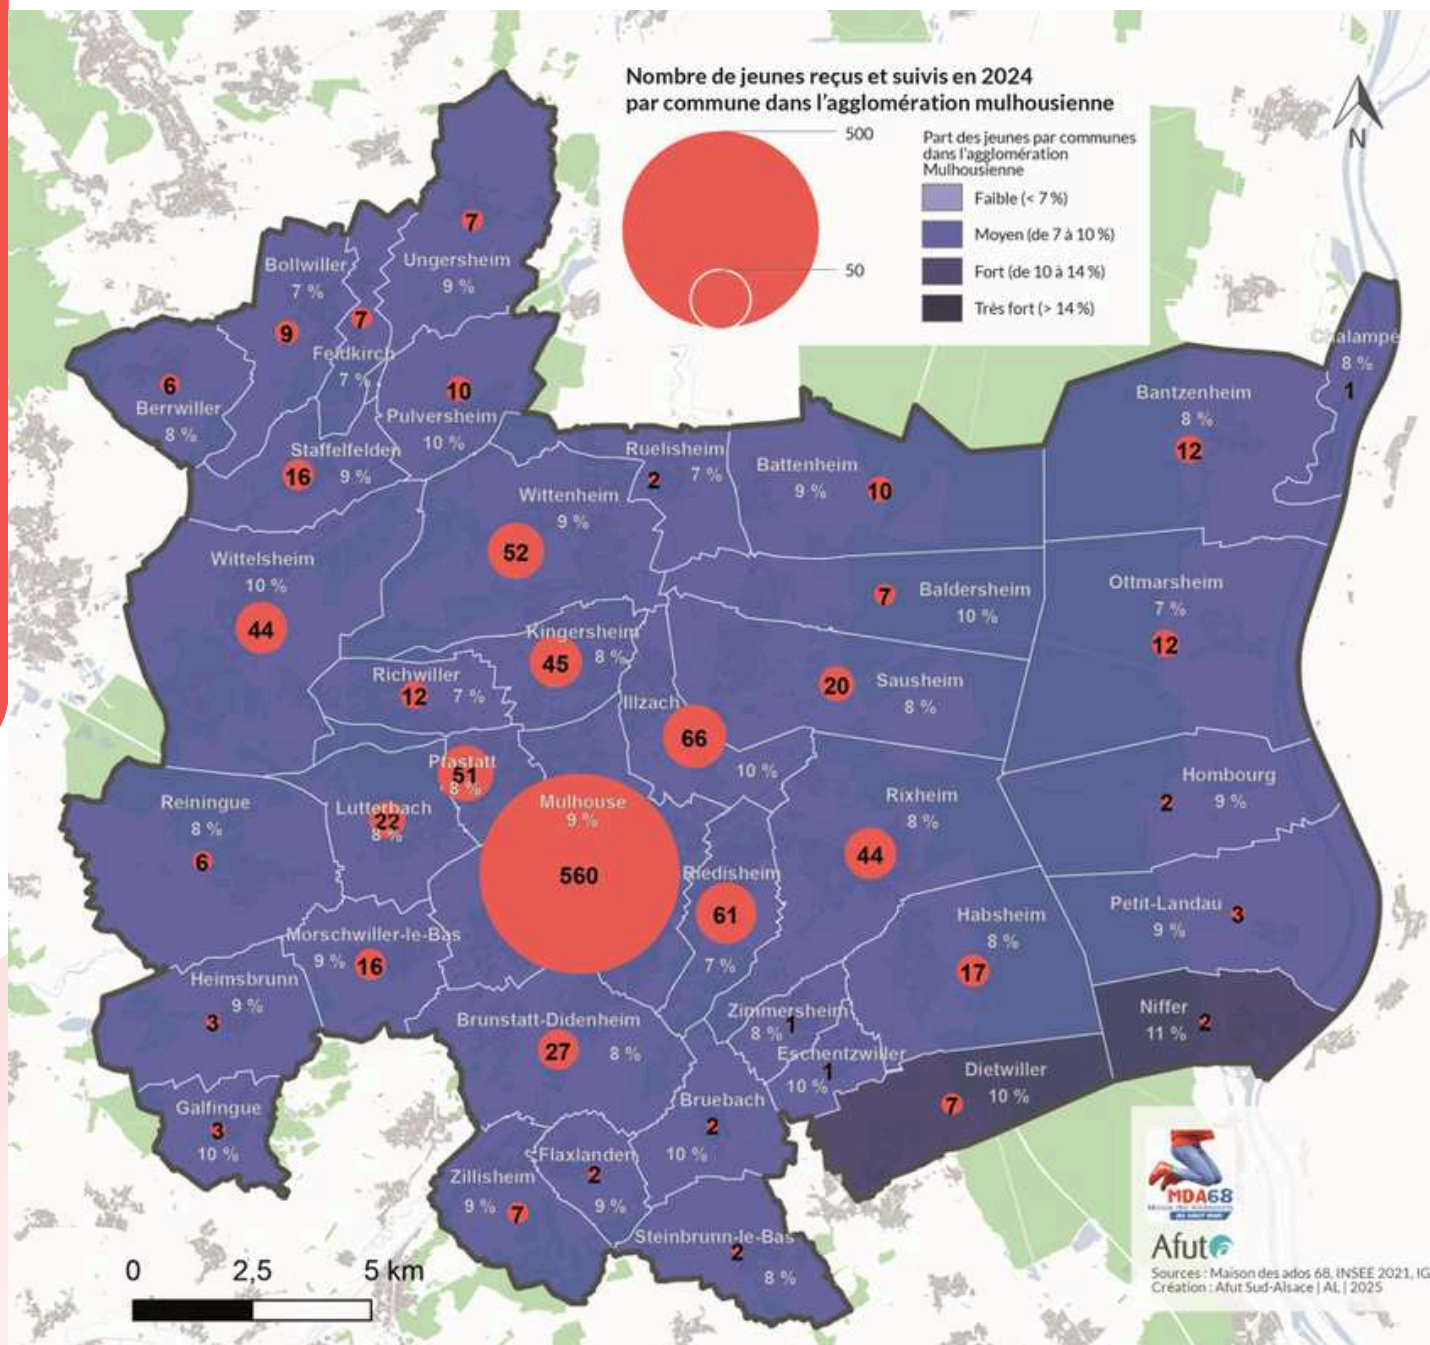 Nombre de jeunes reçus et suivis en 2024
par commune dans l'agglomération mulhousienne
500
50
Part des jeunes par communes
dans l'agglomération
Mulhousienne
Faible (< 7 %)
Moyen (de 7 à 10 %)
Fort (de 10 à 14 %)
Très fort (> 14 %)
N
7
Ungersheim
9 %
Bollwiller
7 %
9
7
Feldkirch
7 %
6
Berrwiller
8 %
10
Pulversheim
10 %
Staffelfelden
16
9 %
Chalampé
8 %
1
Bantzenheim
8 %
12
Ruelisheim
2
7 %
Battenheim
9 %
10
Wittenheim
9 %
52
Wittelsheim
10 %
44
7
Baldersheim
10 %
Ottmarsheim
7 %
12
Kingersheim
45
8 %
Richwiller
12
7 %
20
Sausheim
8 %
Illzach
66
10 %
Pfastatt
51
8 %
Lutterbach
22
8 %
Mulhouse
9 %
560
Reiningue
8 %
6
Rixheim
8 %
44
Hombourg
2
9 %
Riedisheim
61
7 %
Petit-Landau
9 %
3
Habsheim
8 %
17
Morschwiller-le-Bas
9 %
16
Heimsbrunn
9 %
3
Niffer
11 %
2
Brunstatt-Didenheim
27
8 %
Zimmersheim
8 %
1
Eschentzwiller
10 %
1
Dietwiller
10 %
7
Galfingue
3
10 %
Bruebach
2
10 %
Flaxlanden
2
9 %
Zillisheim
9 %
7
Steinbrunn-le-Bas
2
8 %
0 2,5 5 km
MDA68
Afut
Sources : Maison des ados 68, INSEE 2021, IG
Création : Afut Sud-Alsace | AL | 2025